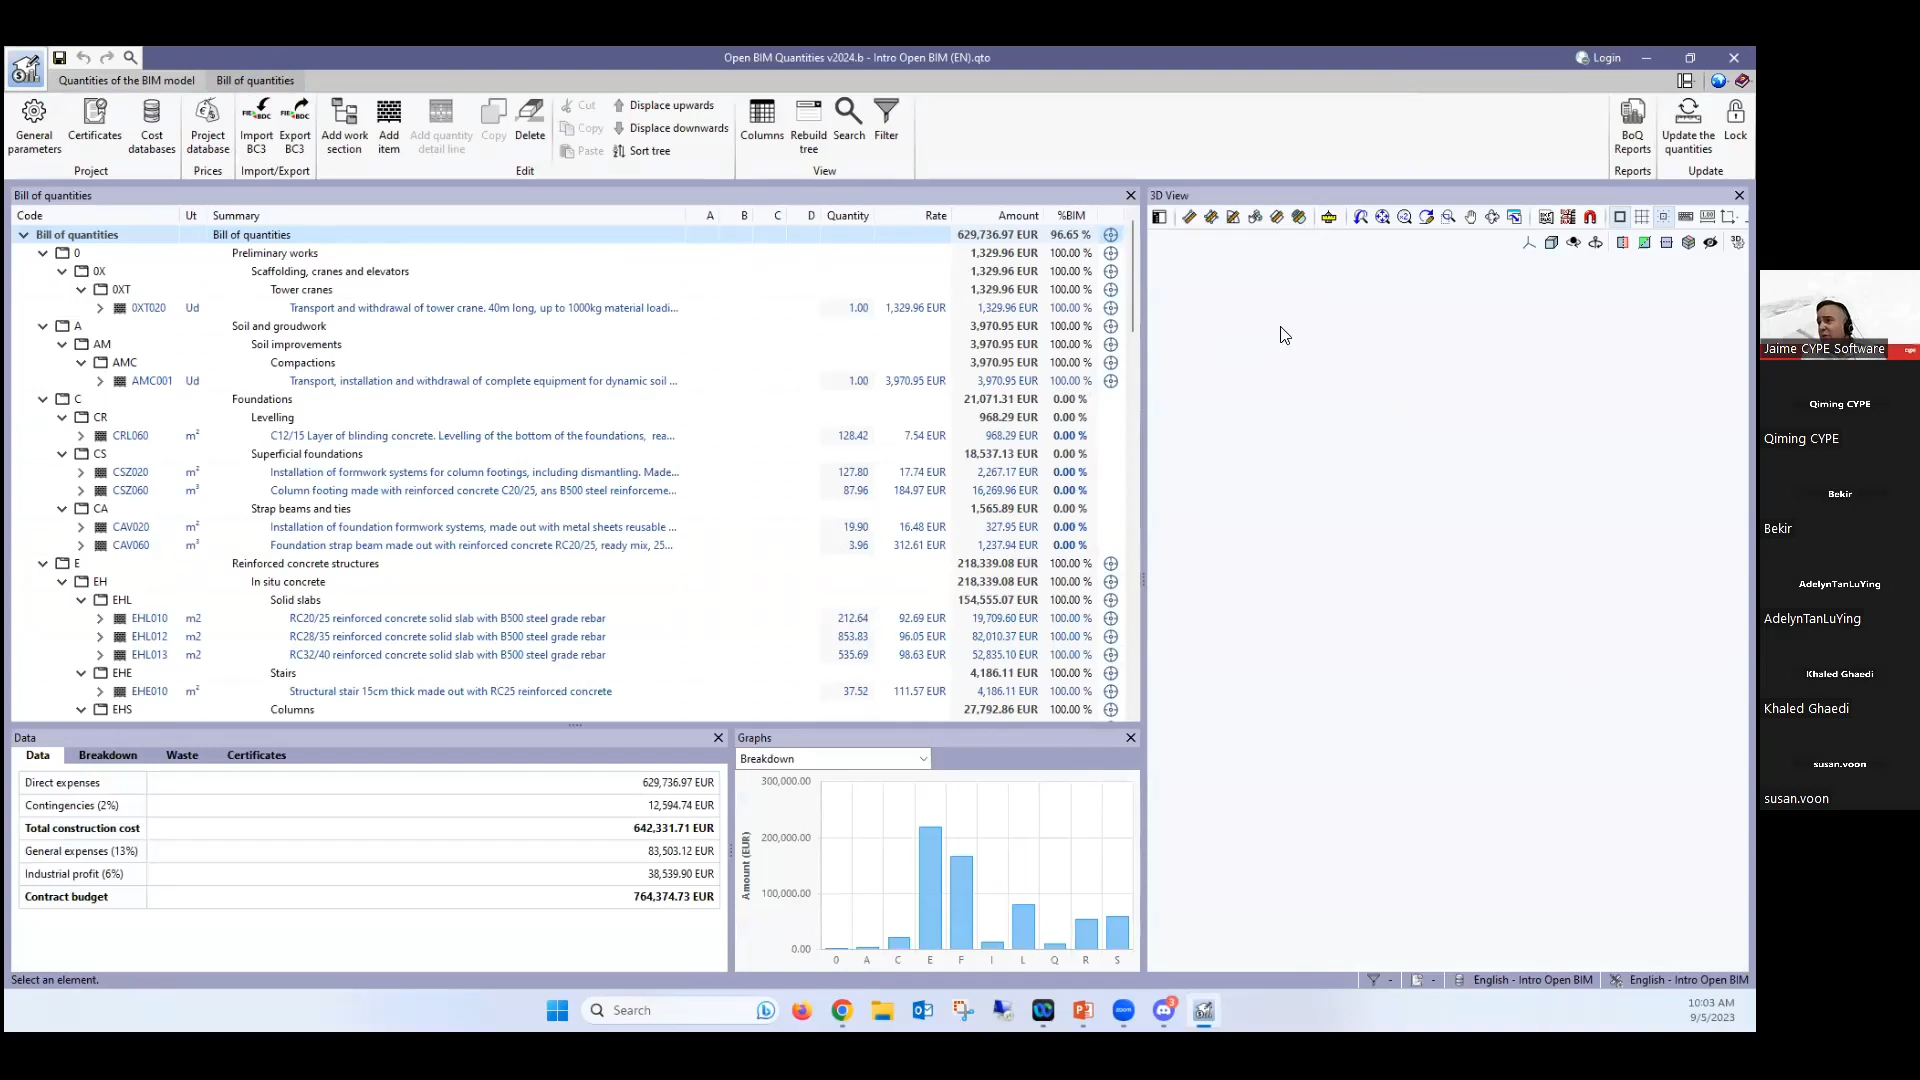 Open BIM Quantities v2024.b - Intro Open BIM (EN).qto
Login
Quantities of the BIM model
Bill of quantities
General parameters
Certificates
Cost databases
Project
Project database
Prices
Import BC3
Export BC3
Import/Export
Add work section
Add item
Add quantity detail line
Copy
Delete
Cut
Copy
Paste
Displace upwards
Displace downwards
Sort tree
Edit
Columns
Rebuild tree
Search
Filter
View
BoQ Reports
Reports
Update the quantities
Lock
Update
Bill of quantities
Code Ut Summary A B C D Quantity Rate Amount %BIM
Bill of quantities Bill of quantities 629,736.97 EUR 96.65 %
0 Preliminary works 1,329.96 EUR 100.00 %
0X Scaffolding, cranes and elevators 1,329.96 EUR 100.00 %
0XT Tower cranes 1,329.96 EUR 100.00 %
0XT020 Ud Transport and withdrawal of tower crane. 40m long, up to 1000kg material loadi... 1.00 1,329.96 EUR 1,329.96 EUR 100.00 %
A Soil and groudwork 3,970.95 EUR 100.00 %
AM Soil improvements 3,970.95 EUR 100.00 %
AMC Compactions 3,970.95 EUR 100.00 %
AMC001 Ud Transport, installation and withdrawal of complete equipment for dynamic soil ... 1.00 3,970.95 EUR 3,970.95 EUR 100.00 %
C Foundations 21,071.31 EUR 0.00 %
CR Levelling 968.29 EUR 0.00 %
CRL060 m² C12/15 Layer of blinding concrete. Levelling of the bottom of the foundations, rea... 128.42 7.54 EUR 968.29 EUR 0.00 %
CS Superficial foundations 18,537.13 EUR 0.00 %
CSZ020 m² Installation of formwork systems for column footings, including dismantling. Made... 127.80 17.74 EUR 2,267.17 EUR 0.00 %
CSZ060 m³ Column footing made with reinforced concrete C20/25, ans B500 steel reinforceme... 87.96 184.97 EUR 16,269.96 EUR 0.00 %
CA Strap beams and ties 1,565.89 EUR 0.00 %
CAV020 m² Installation of foundation formwork systems, made out with metal sheets reusable ... 19.90 16.48 EUR 327.95 EUR 0.00 %
CAV060 m³ Foundation strap beam made out with reinforced concrete RC20/25, ready mix, 25... 3.96 312.61 EUR 1,237.94 EUR 0.00 %
E Reinforced concrete structures 218,339.08 EUR 100.00 %
EH In situ concrete 218,339.08 EUR 100.00 %
EHL Solid slabs 154,555.07 EUR 100.00 %
EHL010 m2 RC20/25 reinforced concrete solid slab with B500 steel grade rebar 212.64 92.69 EUR 19,709.60 EUR 100.00 %
EHL012 m2 RC28/35 reinforced concrete solid slab with B500 steel grade rebar 853.83 96.05 EUR 82,010.37 EUR 100.00 %
EHL013 m2 RC32/40 reinforced concrete solid slab with B500 steel grade rebar 535.69 98.63 EUR 52,835.10 EUR 100.00 %
EHE Stairs 4,186.11 EUR 100.00 %
EHE010 m² Structural stair 15cm thick made out with RC25 reinforced concrete 37.52 111.57 EUR 4,186.11 EUR 100.00 %
EHS Columns 27,792.86 EUR 100.00 %
3D View
Data
Data Breakdown Waste Certificates
Direct expenses 629,736.97 EUR
Contingencies (2%) 12,594.74 EUR
Total construction cost 642,331.71 EUR
General expenses (13%) 83,503.12 EUR
Industrial profit (6%) 38,539.90 EUR
Contract budget 764,374.73 EUR
Graphs
Breakdown
300,000.00
200,000.00
100,000.00
0.00
Amount (EUR)
0 A C E F I L Q R S
Select an element.
English - Intro Open BIM
English - Intro Open BIM
Search
zoom
3
10:03 AM
9/5/2023
Jaime CYPE Software
cype
Qiming CYPE
Qiming CYPE
Bekir
Bekir
AdelynTanLuYing
AdelynTanLuYing
Khaled Ghaedi
Khaled Ghaedi
susan.voon
susan.voon